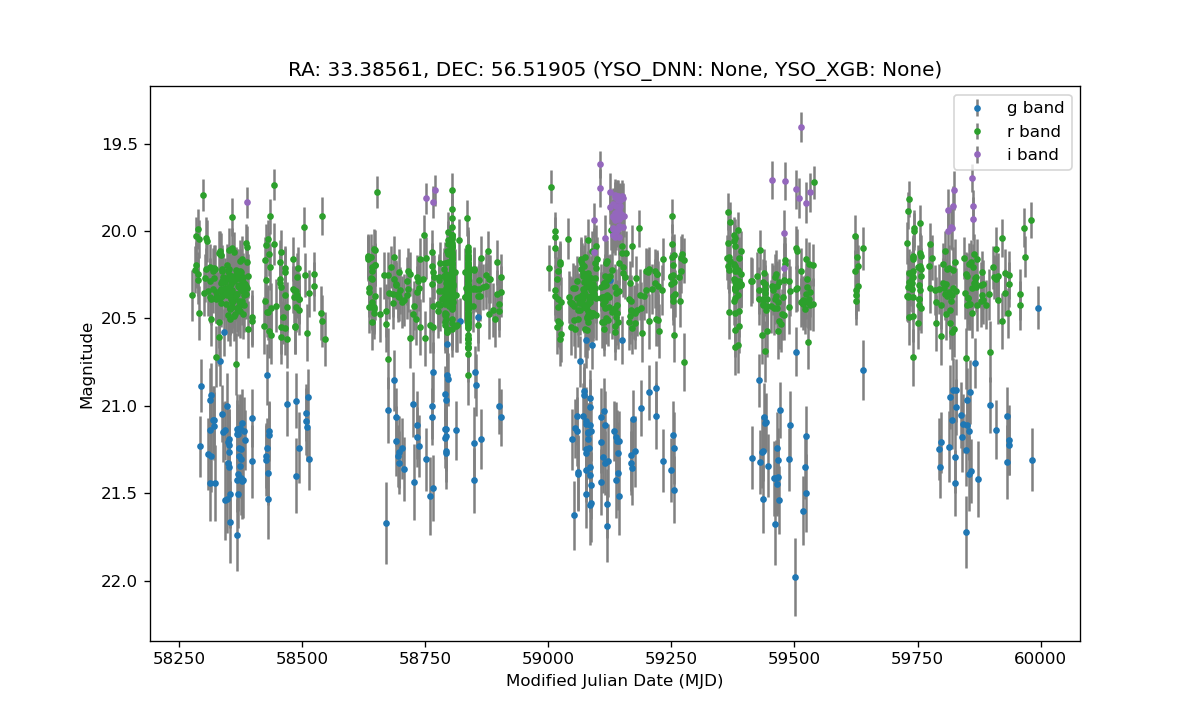 RA: 33.38561, DEC: 56.51905 (YSO_DNN: None, YSO_XGB: None)
g band
r band
i band
19.5
20.0
20.5
21.0
21.5
22.0
Magnitude
58250
58500
58750
59000
59250
59500
59750
60000
Modified Julian Date (MJD)